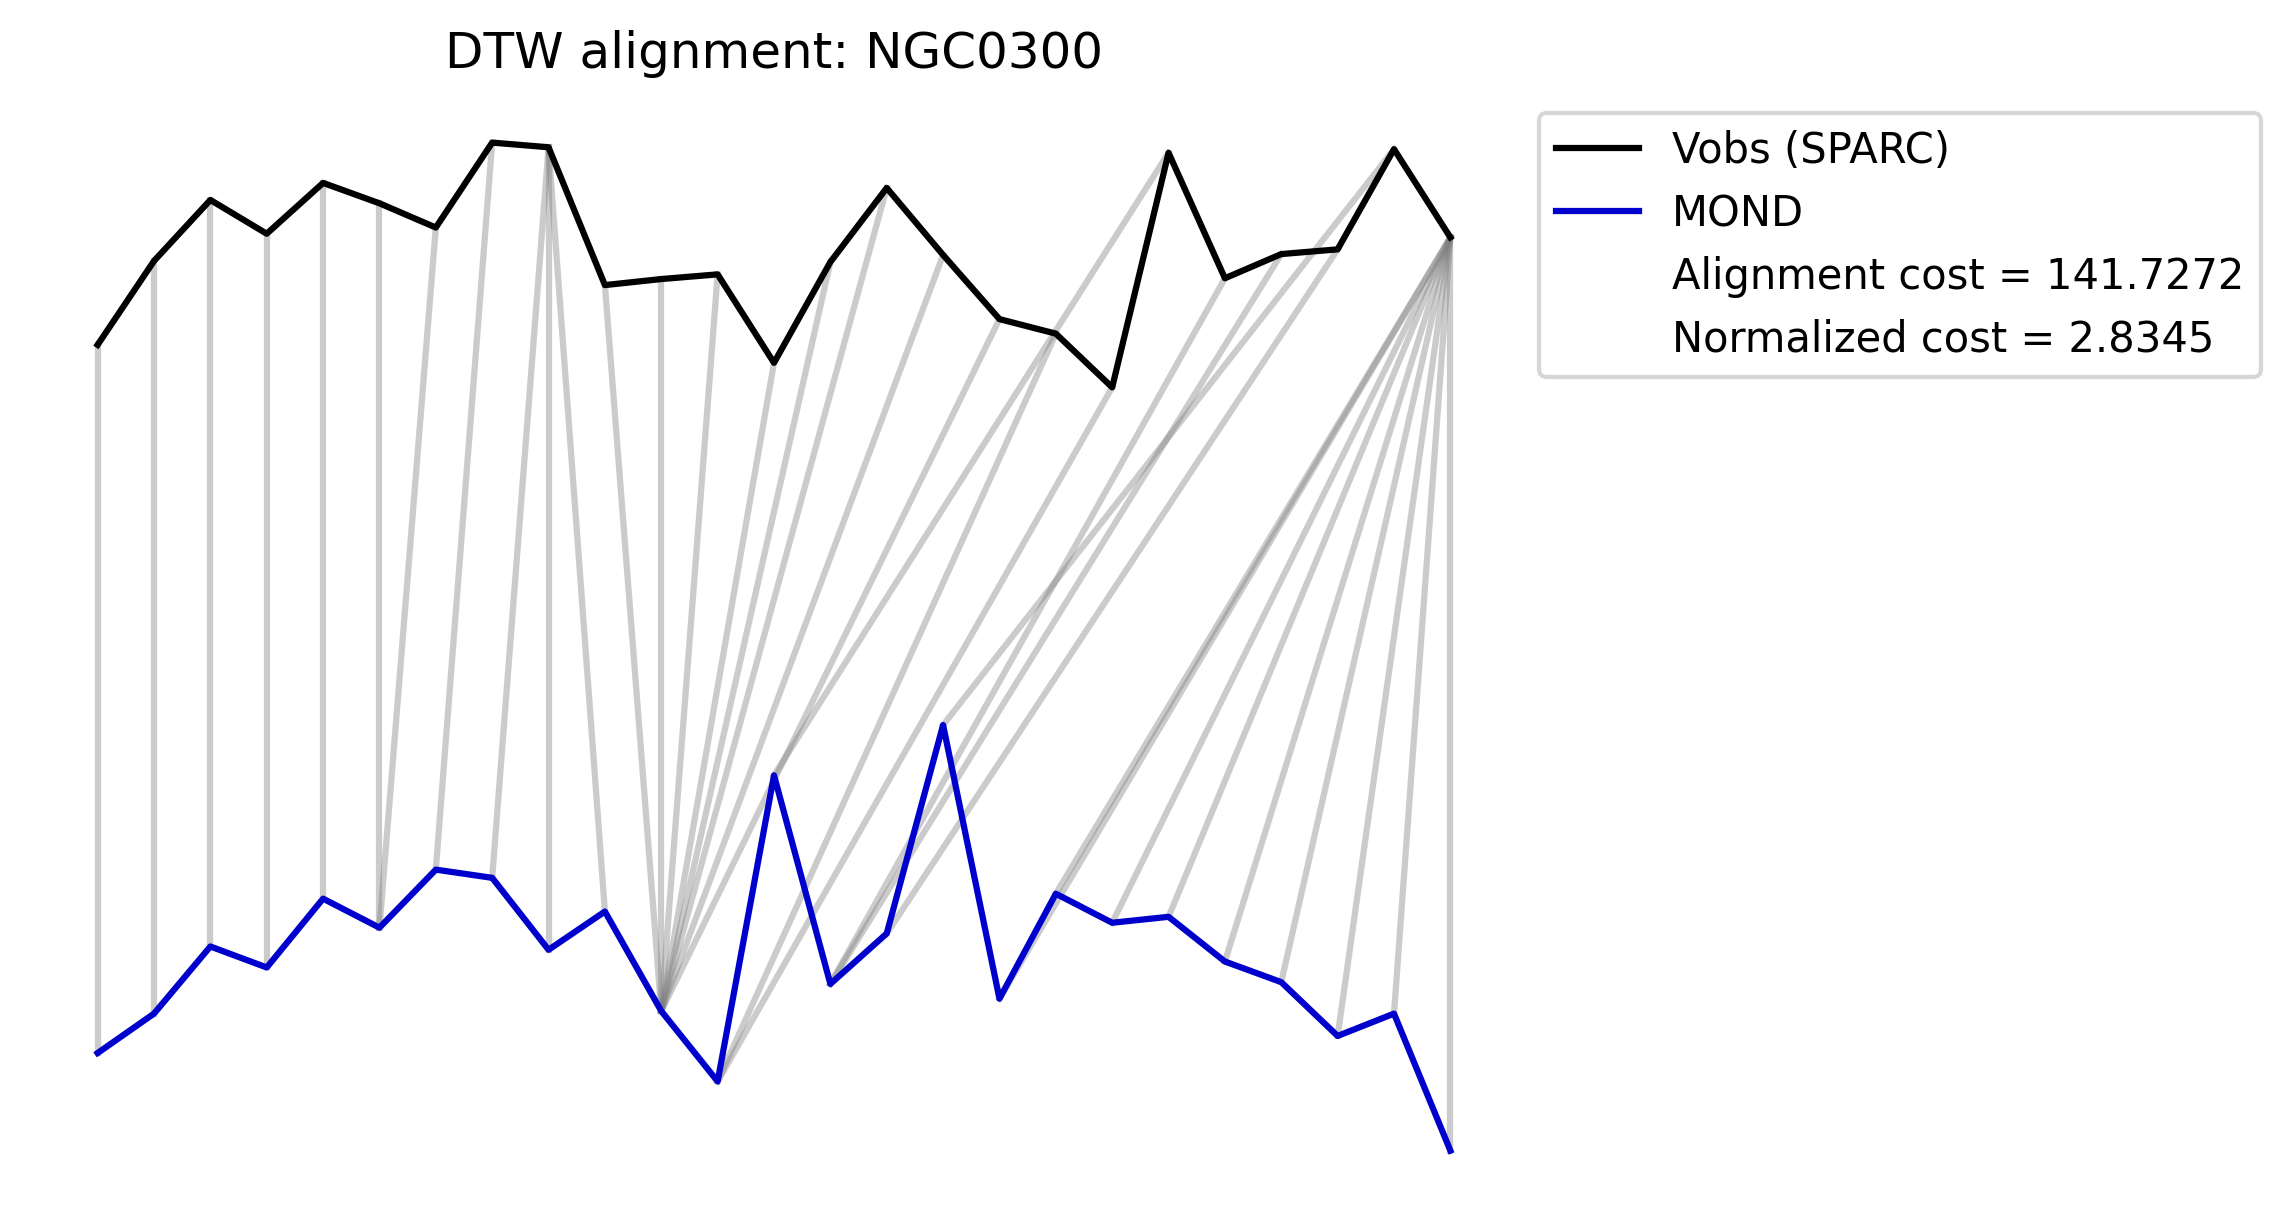 DTW alignment: NGC0300
Vobs (SPARC)
MOND
Alignment cost = 141.7272
Normalized cost = 2.8345